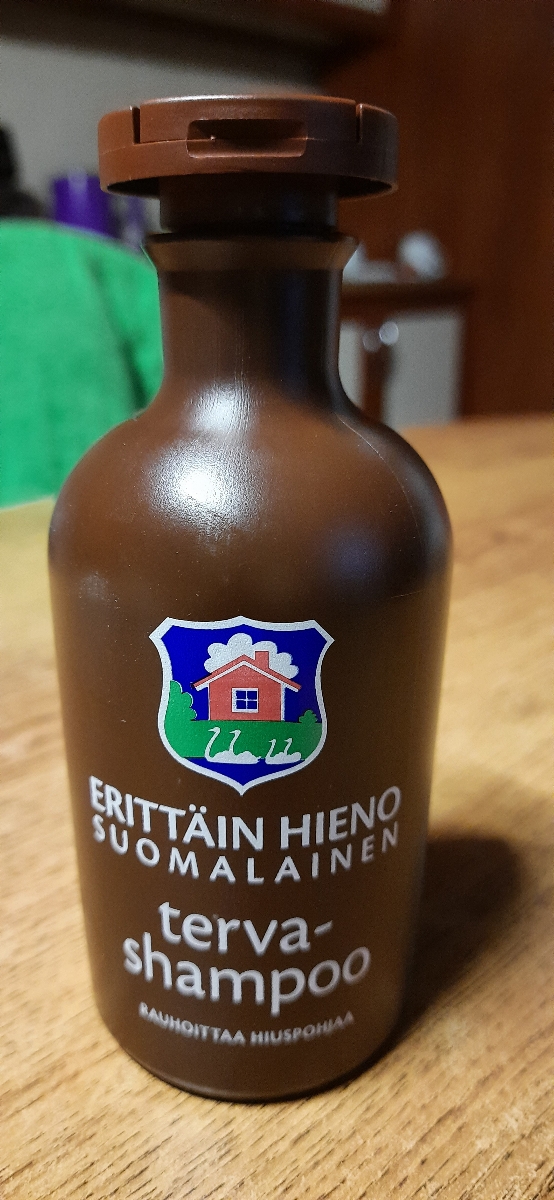 ERITTÄIN HIENO
SUOMALAINEN
terva-
shampoo
RAUHOITTAA HIUSPOHJAA